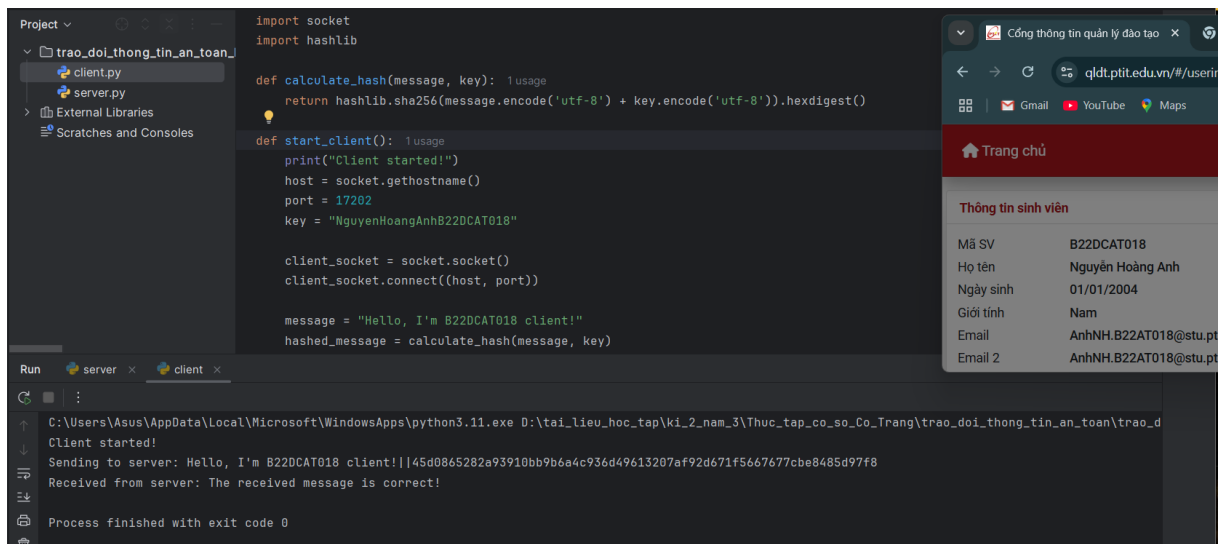 Project
trao_doi_thong_tin_an_toan_
client.py
server.py
External Libraries
Scratches and Consoles
import socket
import hashlib
def calculate_hash(message, key): 1 usage
return hashlib.sha256(message.encode('utf-8') + key.encode('utf-8')).hexdigest()
def start_client(): 1 usage
print("Client started!")
host = socket.gethostname()
port = 17202
key = "NguyenHoangAnhB22DCAT018"
client_socket = socket.socket()
client_socket.connect((host, port))
message = "Hello, I'm B22DCAT018 client!"
hashed_message = calculate_hash(message, key)
Cổng thông tin quản lý đào tạo
qldt.ptit.edu.vn/#/userin
Gmail YouTube Maps
Trang chủ
Thông tin sinh viên
Mã SV B22DCAT018
Họ tên Nguyễn Hoàng Anh
Ngày sinh 01/01/2004
Giới tính Nam
Email AnhNH.B22AT018@stu.pt
Email 2 AnhNH.B22AT018@stu.pt
Run server client
C:\Users\Asus\AppData\Local\Microsoft\WindowsApps\python3.11.exe D:\tai_lieu_hoc_tap\ki_2_nam_3\Thuc_tap_co_so_Co_Trang\trao_doi_thong_tin_an_toan\trao_d
Client started!
Sending to server: Hello, I'm B22DCAT018 client!||45d0865282a93910bb9b6a4c936d49613207af92d671f5667677cbe8485d97f8
Received from server: The received message is correct!
Process finished with exit code 0